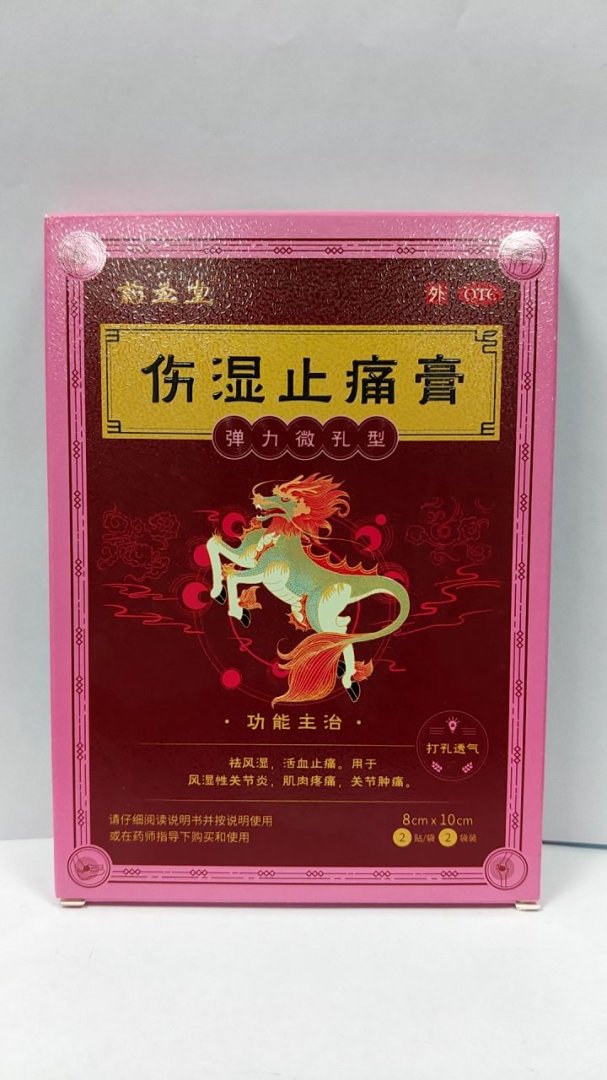 药圣堂
外 OTC
伤湿止痛膏
弹力微孔型
·功能主治·
祛风湿，活血止痛。用于
风湿性关节炎，肌肉疼痛，关节肿痛。
打孔透气
请仔细阅读说明书并按说明使用
或在药师指导下购买和使用
8cm x 10cm
2贴/袋 2袋装